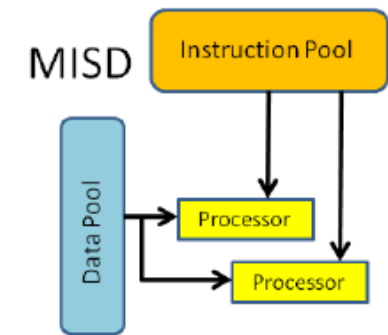 MISD
Instruction Pool
Data Pool
Processor
Processor